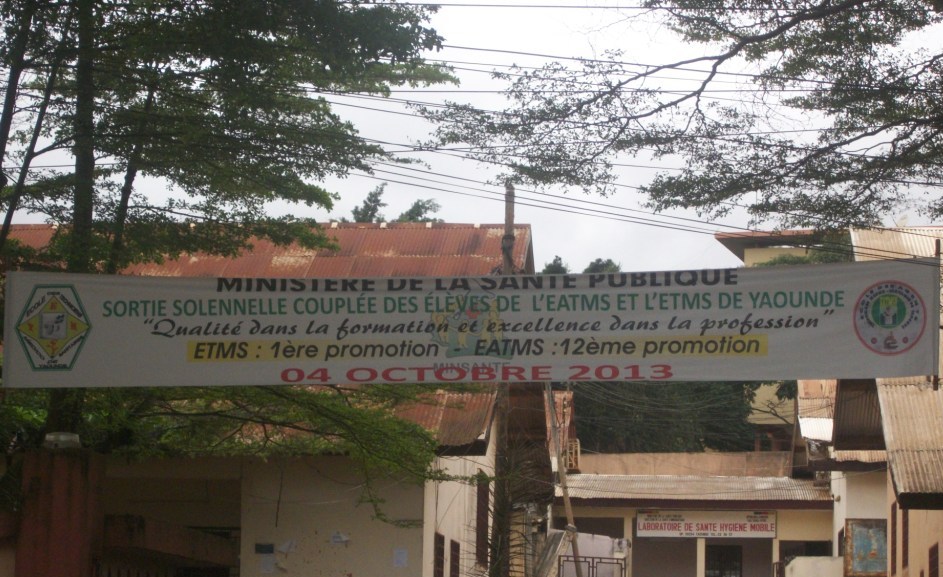 MINISTERE DE LA SANTE PUBLIQUE
SORTIE SOLENNELLE COUPLÉE DES ÉLÈVES DE L'EATMS ET L'ETMS DE YAOUNDE
"Qualité dans la formation et excellence dans la profession"
ETMS : 1ère promotion EATMS :12ème promotion
MINSANTE
04 OCTOBRE 2013
LABORATOIRE DE SANTE HYGIENE MOBILE